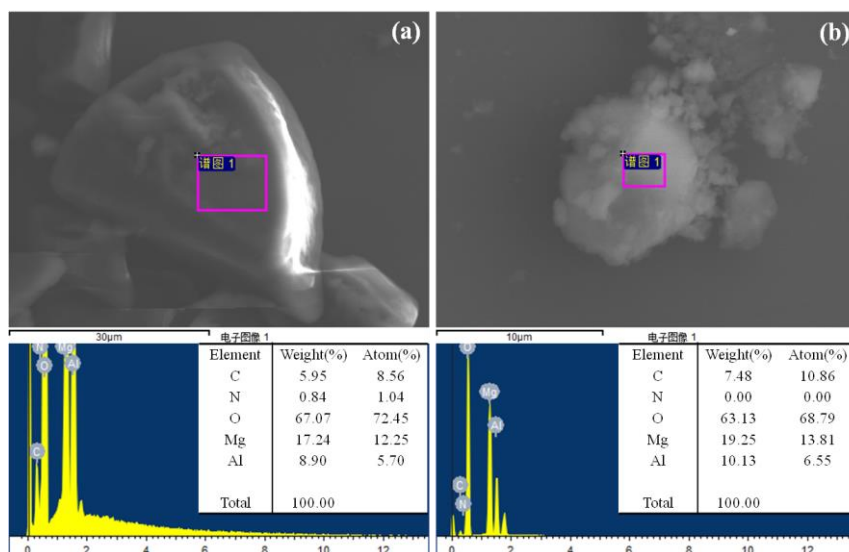 (a)
谱图 1
(b)
谱图 1
30μm
电子图像 1
10μm
电子图像 1
N
Mg
O
Al
C
Element Weight(%) Atom(%)
C 5.95 8.56
N 0.84 1.04
O 67.07 72.45
Mg 17.24 12.25
Al 8.90 5.70
Total 100.00
0 2 4 6 8 10 12
O
Mg
Al
C
N
Element Weight(%) Atom(%)
C 7.48 10.86
N 0.00 0.00
O 63.13 68.79
Mg 19.25 13.81
Al 10.13 6.55
Total 100.00
0 2 4 6 8 10 12